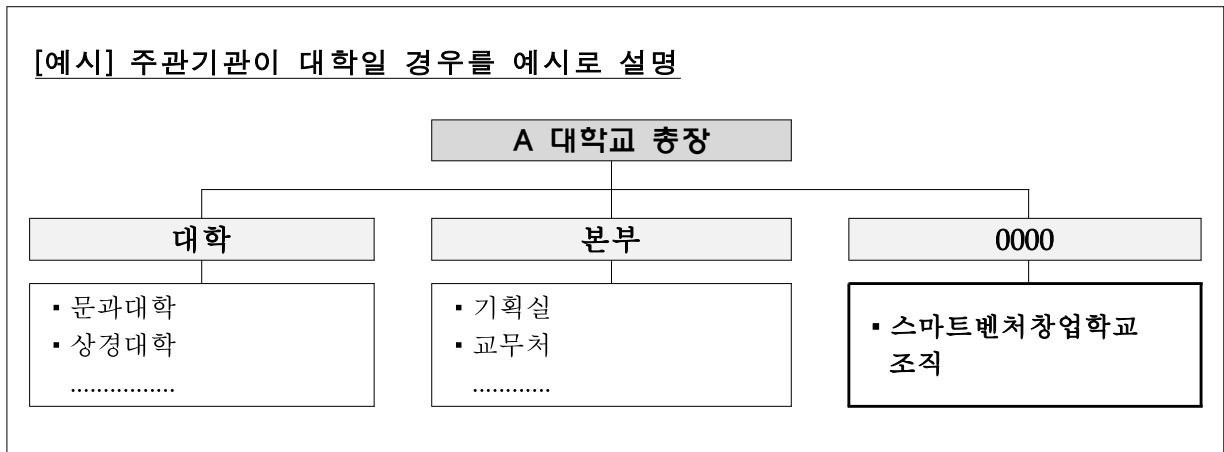 [예시] 주관기관이 대학일 경우를 예시로 설명
A 대학교 총장
대학
본부
0000
▪ 문과대학
▪ 상경대학
................
▪ 기획실
▪ 교무처
............
▪ 스마트벤처창업학교
조직